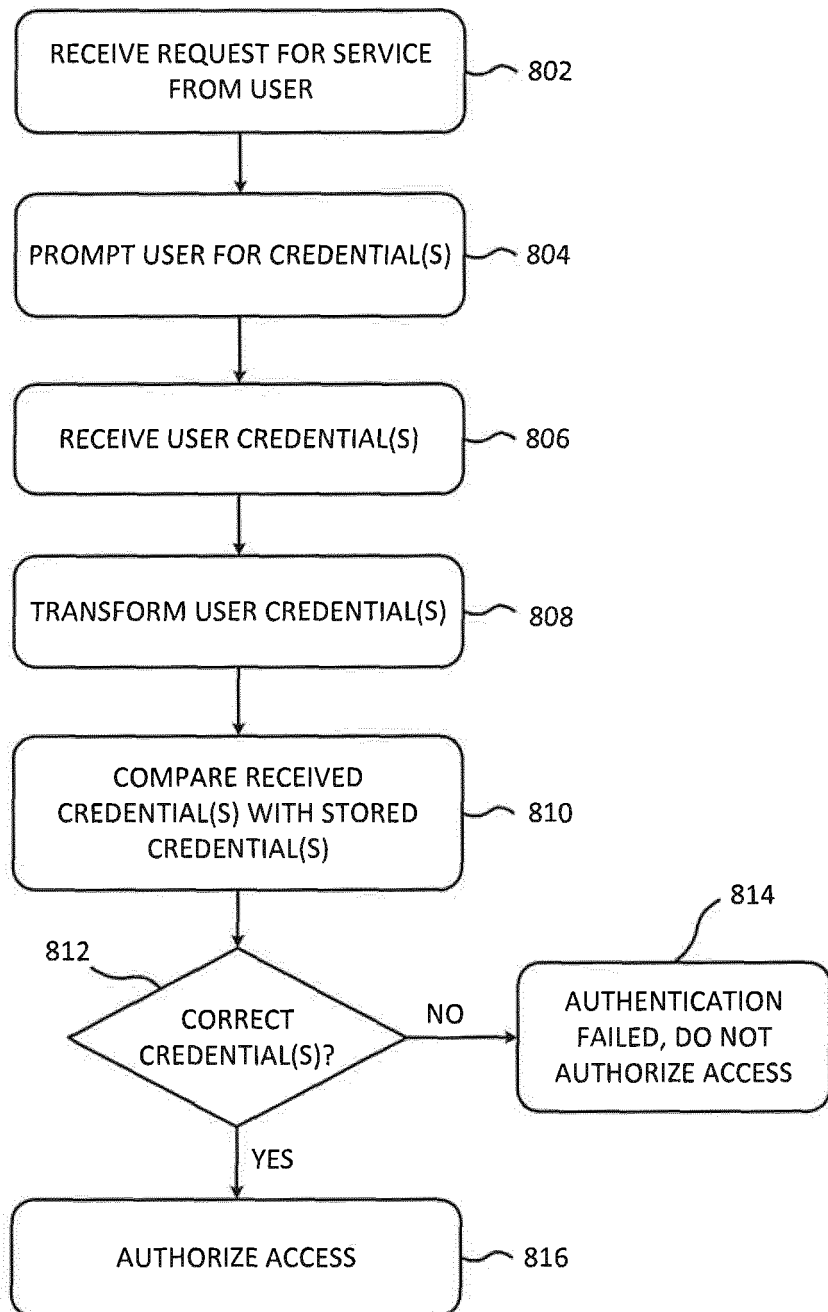 RECEIVE REQUEST FOR SERVICE
FROM USER
802
PROMPT USER FOR CREDENTIAL(S)
804
RECEIVE USER CREDENTIAL(S)
806
TRANSFORM USER CREDENTIAL(S)
808
COMPARE RECEIVED
CREDENTIAL(S) WITH STORED
CREDENTIAL(S)
810
812
CORRECT
CREDENTIAL(S)?
NO
814
AUTHENTICATION
FAILED, DO NOT
AUTHORIZE ACCESS
YES
AUTHORIZE ACCESS
816